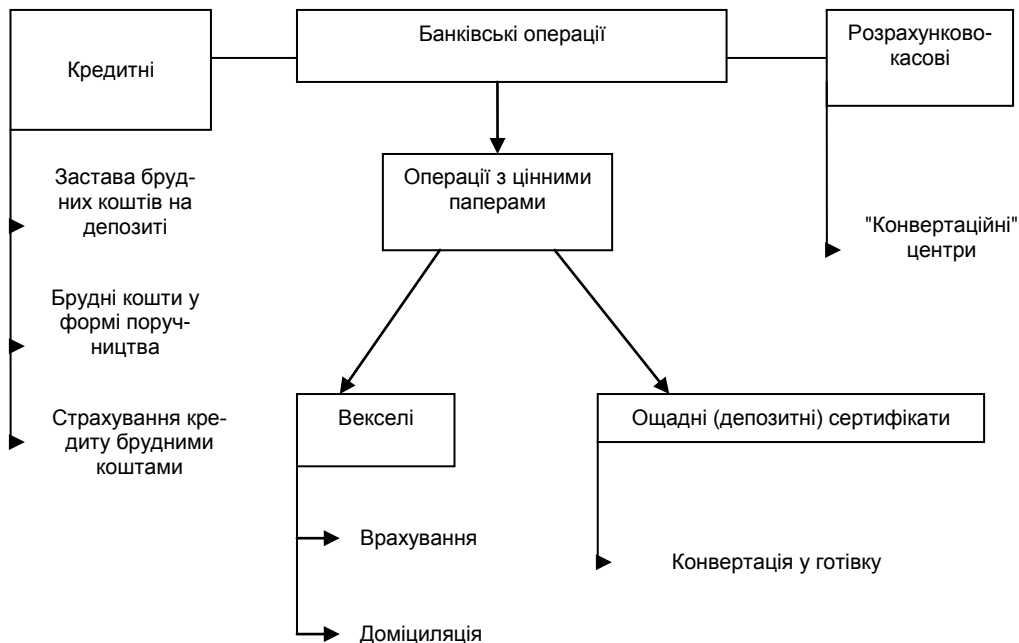 Кредитні
Банківські операції
Розрахунково-
касові
Застава бруд-
них коштів на
депозиті
Операції з цінними
паперами
"Конвертаційні"
центри
Брудні кошти у
формі поруч-
ництва
Страхування кре-
диту брудними
коштами
Векселі
Ощадні (депозитні) сертифікати
Врахування
Конвертація у готівку
Доміциляція